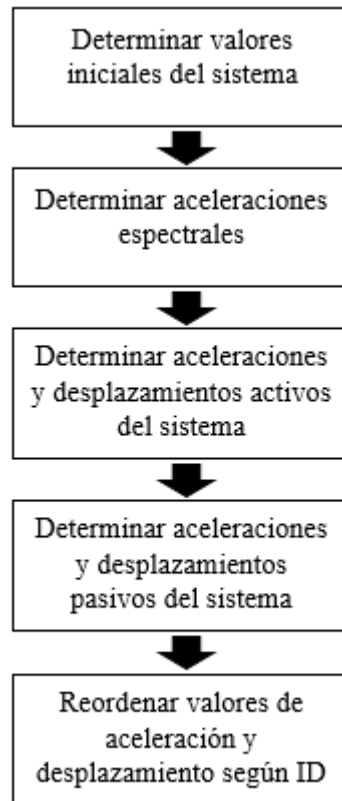 Determinar valores
iniciales del sistema
Determinar aceleraciones
espectrales
Determinar aceleraciones
y desplazamientos activos
del sistema
Determinar aceleraciones
y desplazamientos
pasivos del sistema
Reordenar valores de
aceleración y
desplazamiento según ID